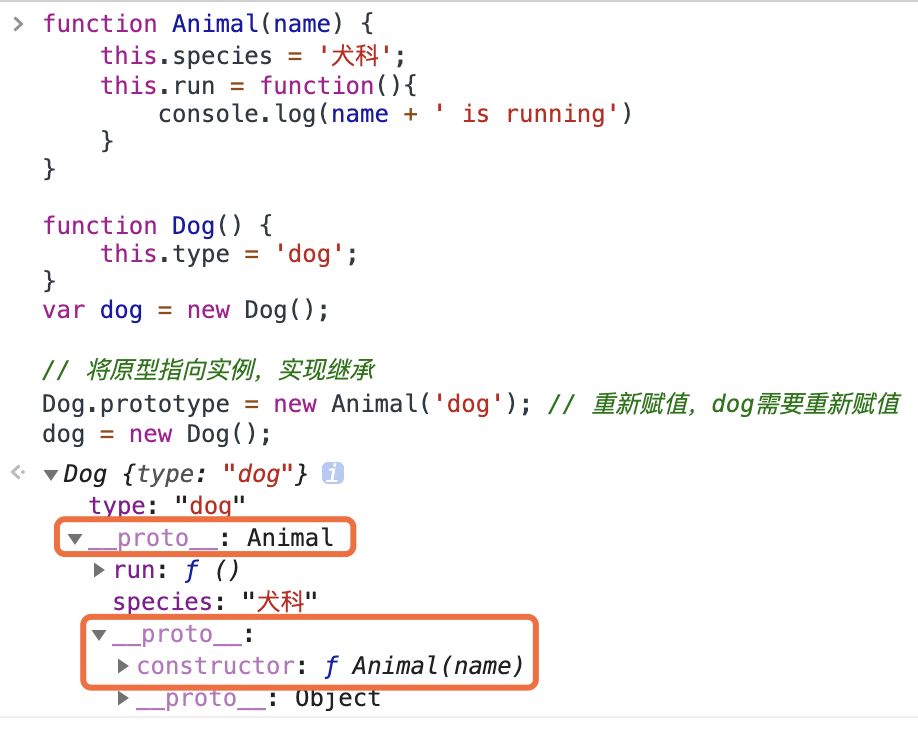 function Animal(name) {
    this.species = '犬科';
    this.run = function(){
        console.log(name + ' is running')
    }
}
function Dog() {
    this.type = 'dog';
}
var dog = new Dog();
// 将原型指向实例，实现继承
Dog.prototype = new Animal('dog'); // 重新赋值，dog需要重新赋值
dog = new Dog();
Dog {type: "dog"} i
type: "dog"
__proto__: Animal
run: ƒ ()
species: "犬科"
__proto__:
constructor: ƒ Animal(name)
__proto__: Object